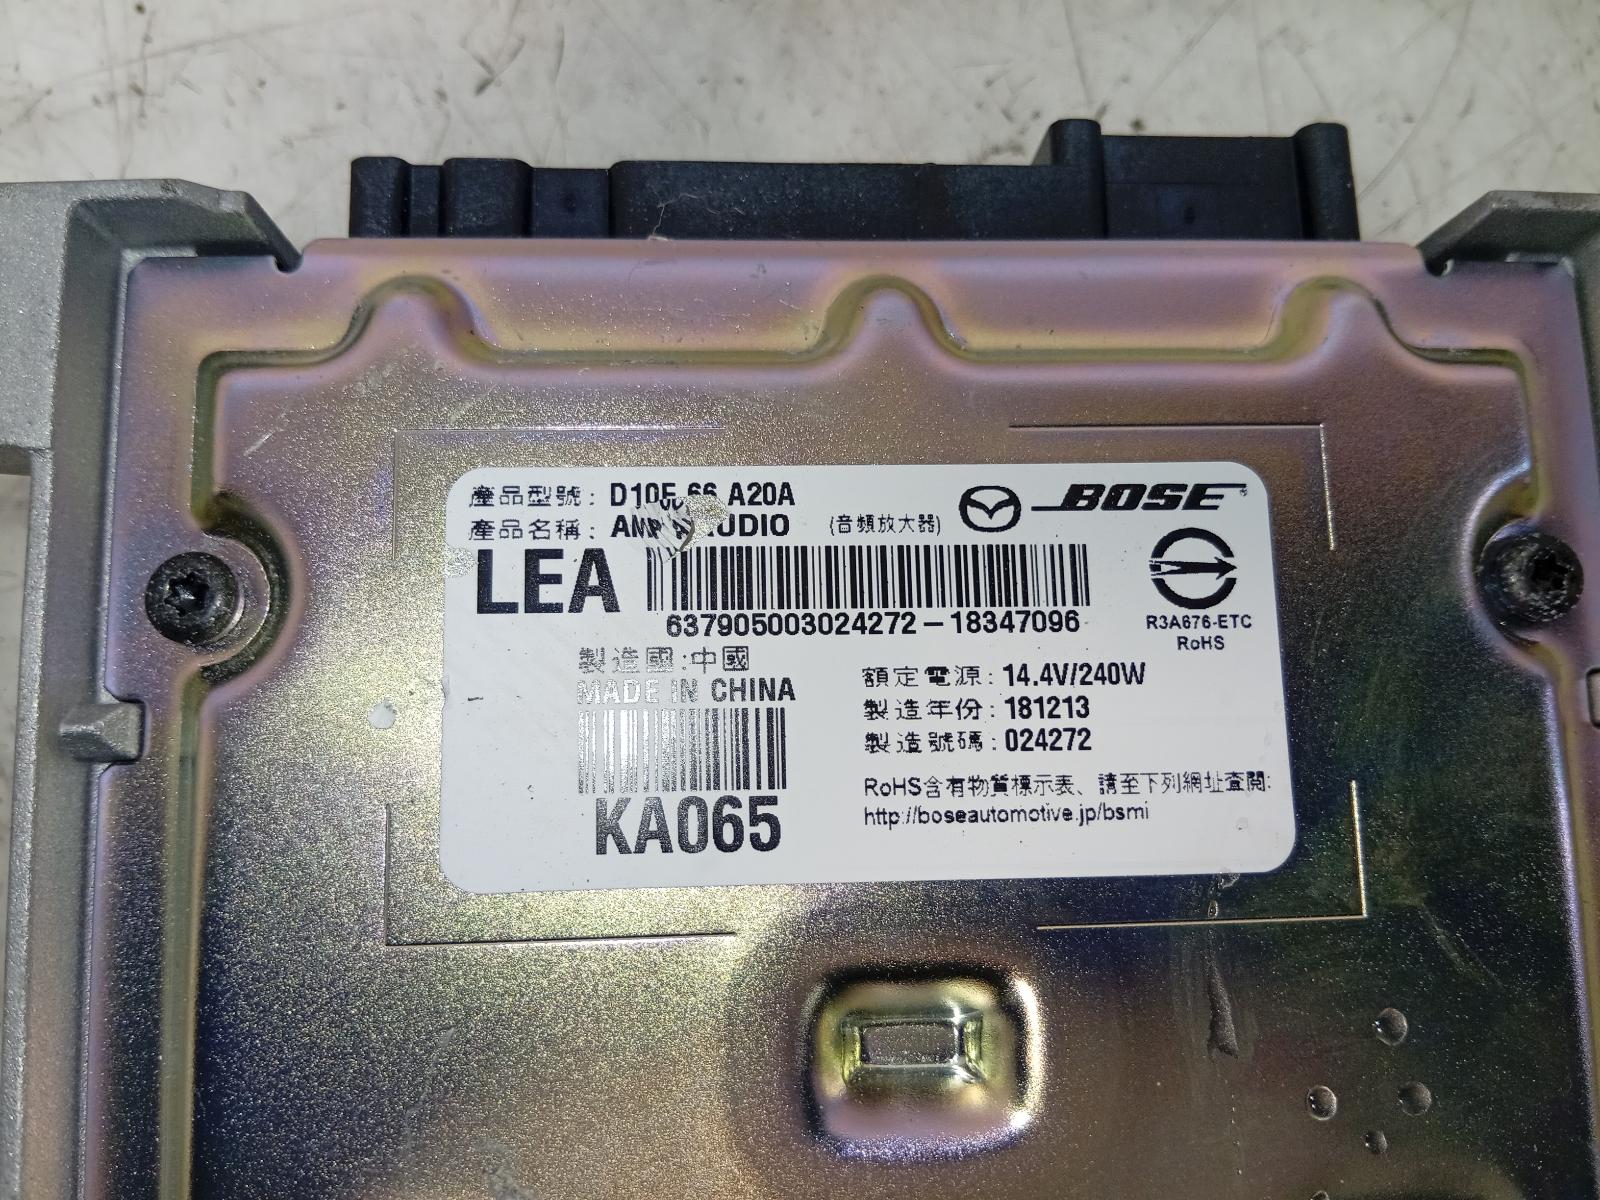 產品型號: D10E 66 A20A
產品名稱: AMP AUDIO (音頻放大器)
BOSE
LEA
637905003024272-18347096
R3A676-ETC
RoHS
製造國:中國
MADE IN CHINA
KA065
額定電源: 14.4V/240W
製造年份: 181213
製造號碼: 024272
RoHS含有物質標示表、請至下列網址查閱:
http://boseautomotive.jp/bsmi